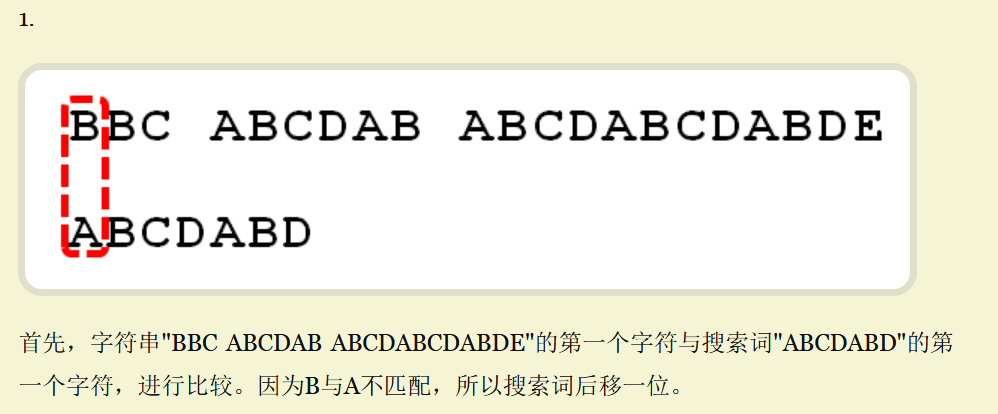 1.
BBC ABCDAB ABCDABCDABDE
ABCDABD
首先，字符串"BBC ABCDAB ABCDABCDABDE"的第一个字符与搜索词"ABCDABD"的第
一个字符，进行比较。因为B与A不匹配，所以搜索词后移一位。